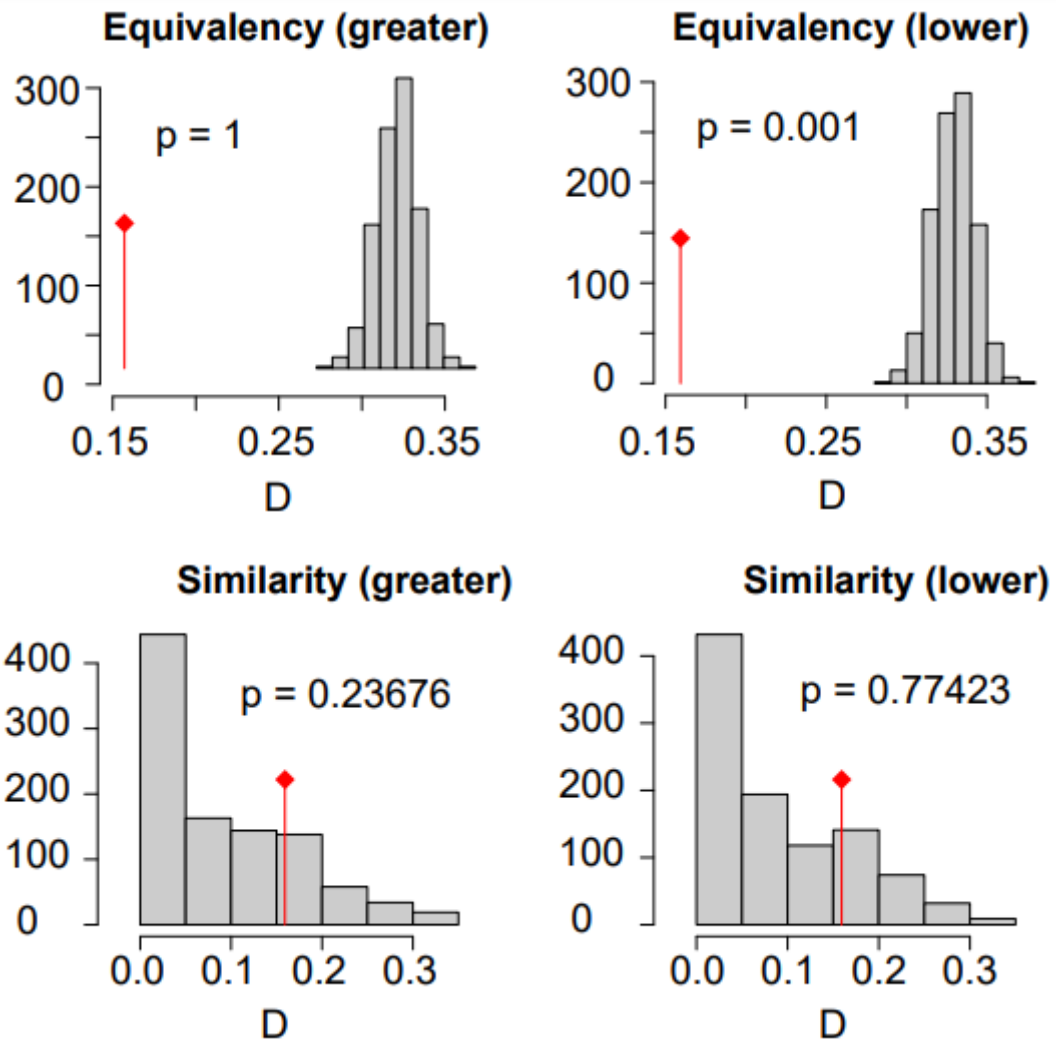 Equivalency (greater)
300
200
100
0
p = 1
0.15 0.25 0.35
D
Equivalency (lower)
300
200
100
0
p = 0.001
0.15 0.25 0.35
D
Similarity (greater)
400
300
200
100
0
p = 0.23676
0.0 0.1 0.2 0.3
D
Similarity (lower)
400
300
200
100
0
p = 0.77423
0.0 0.1 0.2 0.3
D